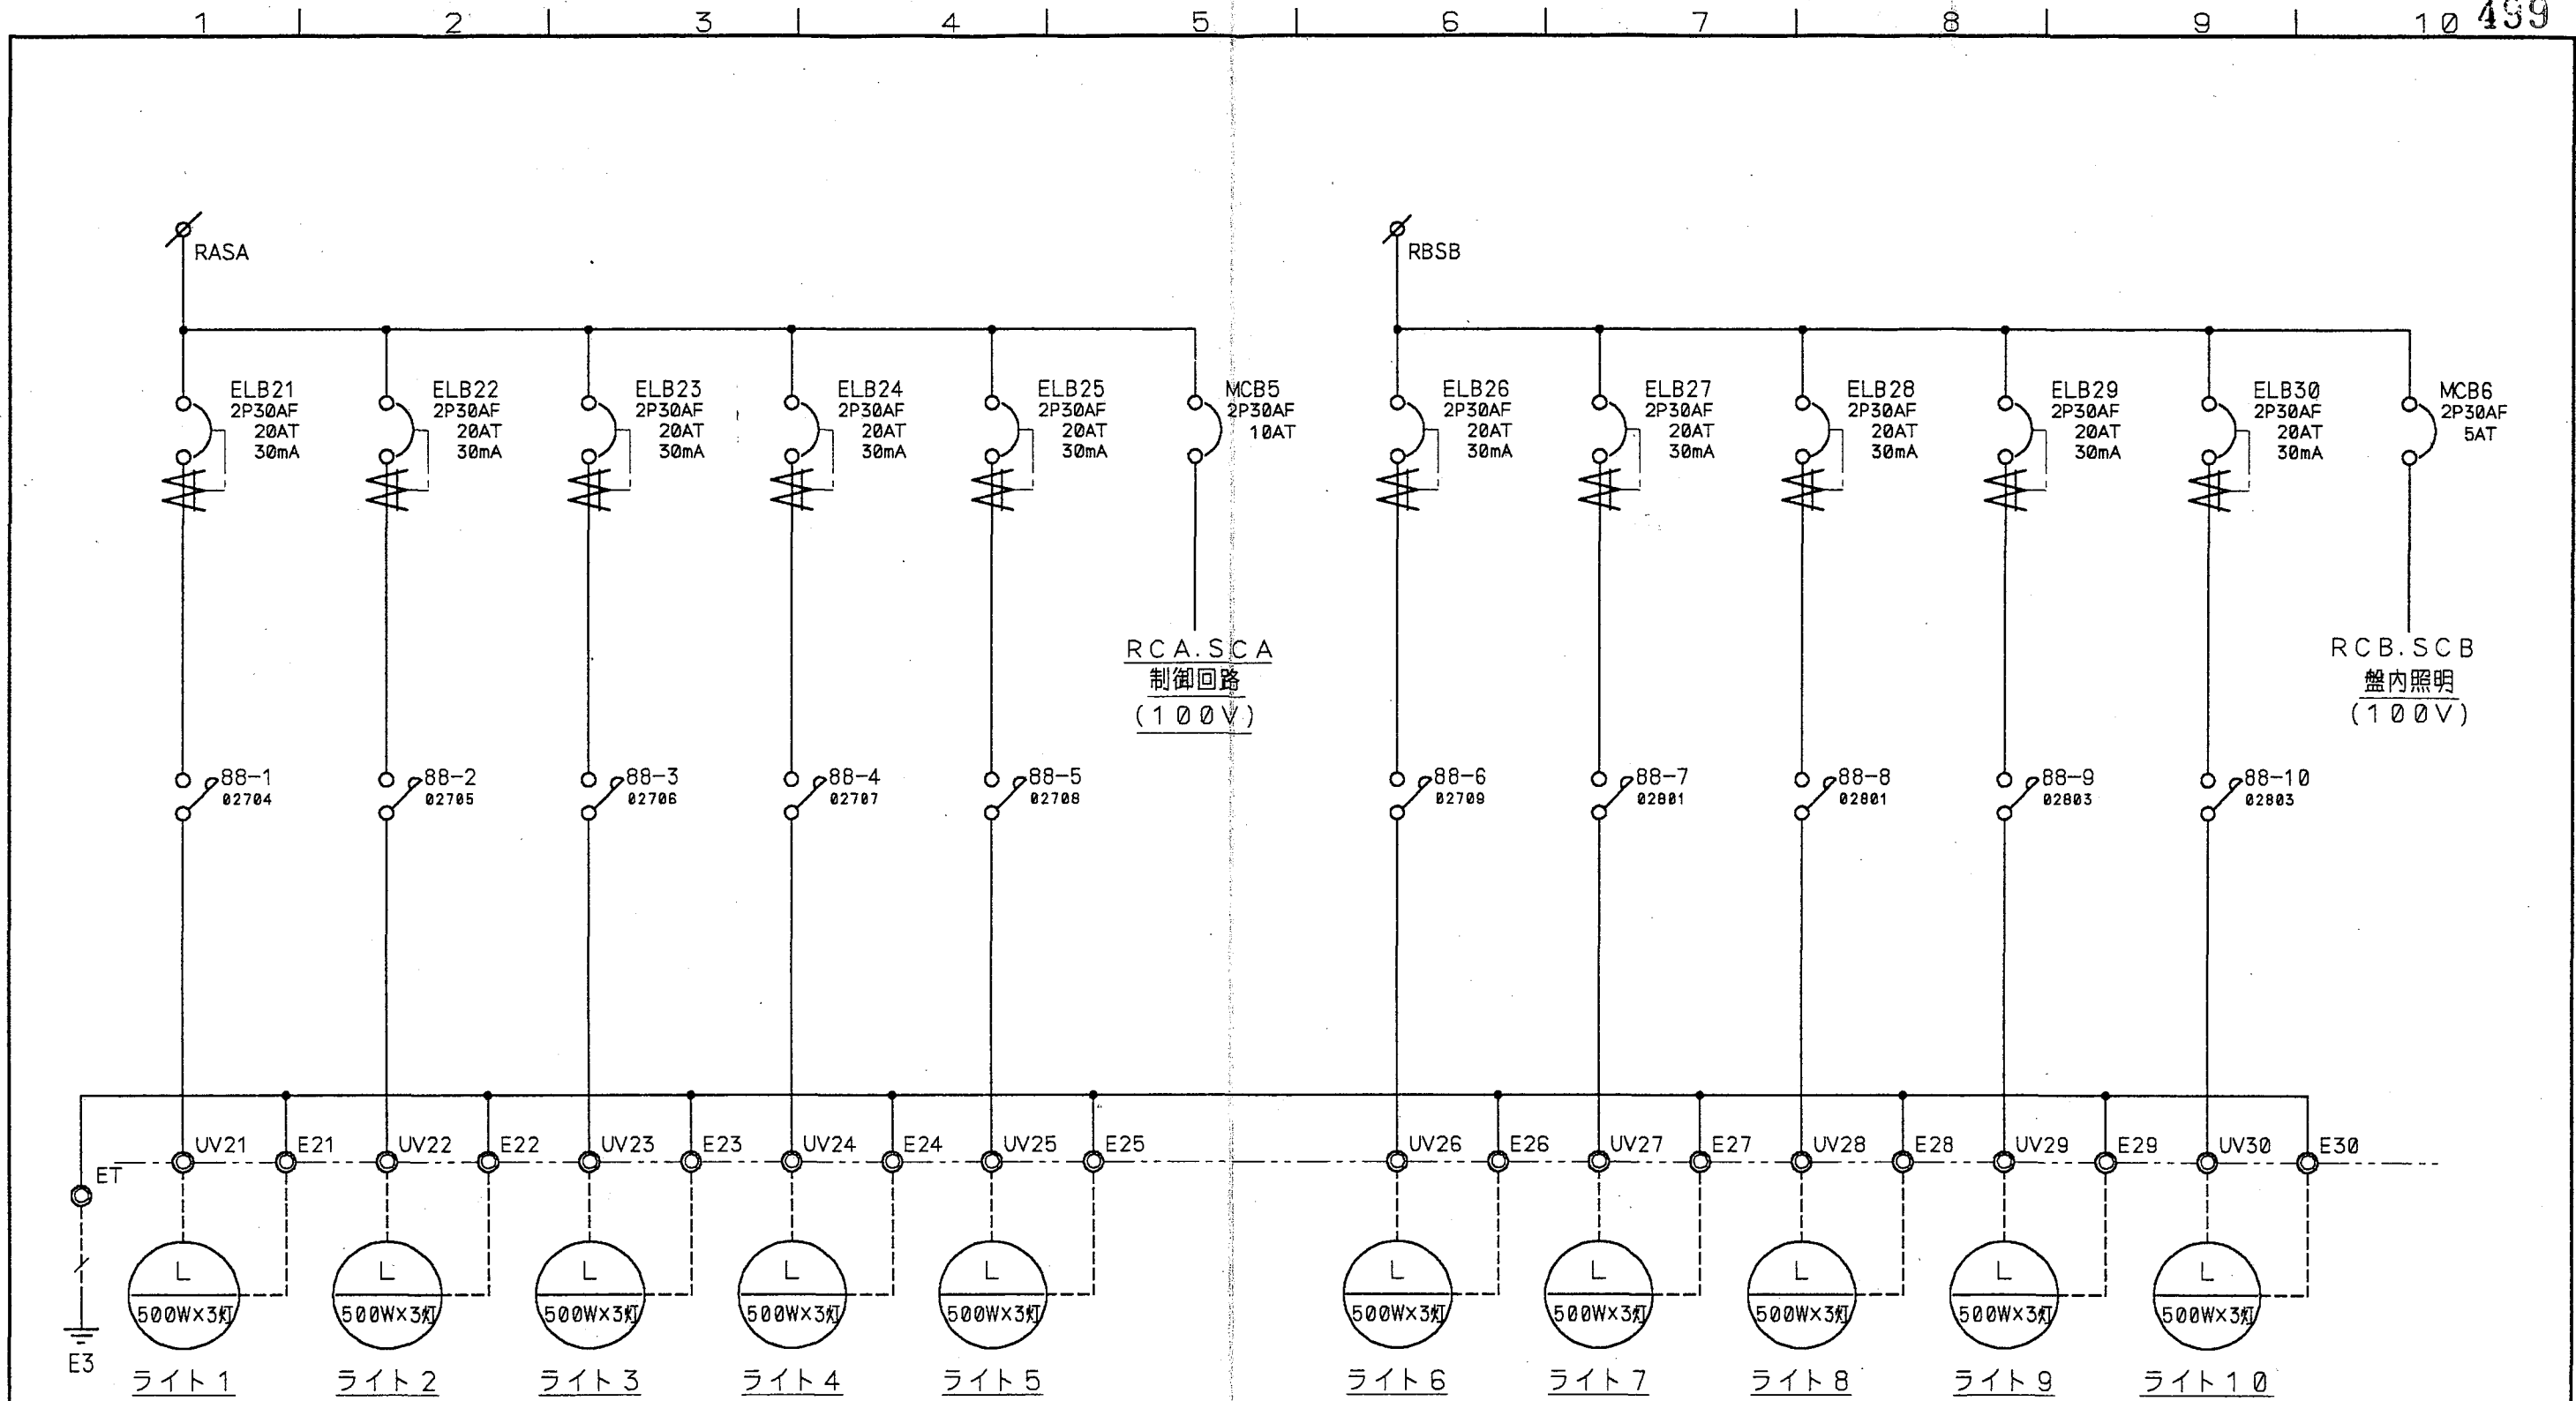 1 2 3 4 5 6 7 8 9 10 499
RASA RBSB
ELB21
2P30AF
20AT
30mA
ELB22
2P30AF
20AT
30mA
ELB23
2P30AF
20AT
30mA
ELB24
2P30AF
20AT
30mA
ELB25
2P30AF
20AT
30mA
MCB5
2P30AF
10AT
ELB26
2P30AF
20AT
30mA
ELB27
2P30AF
20AT
30mA
ELB28
2P30AF
20AT
30mA
ELB29
2P30AF
20AT
30mA
ELB30
2P30AF
20AT
30mA
MCB6
2P30AF
5AT
RCA.SCA
制御回路
(100V)
RCB.SCB
盤内照明
(100V)
88-1
02704
88-2
02705
88-3
02706
88-4
02707
88-5
02708
88-6
02709
88-7
02801
88-8
02801
88-9
02803
88-10
02803
UV21 E21 UV22 E22 UV23 E23 UV24 E24 UV25 E25 UV26 E26 UV27 E27 UV28 E28 UV29 E29 UV30 E30
ET
L L L L L L L L L L
500W×3灯 500W×3灯 500W×3灯 500W×3灯 500W×3灯 500W×3灯 500W×3灯 500W×3灯 500W×3灯 500W×3灯
E3
ライト1 ライト2 ライト3 ライト4 ライト5 ライト6 ライト7 ライト8 ライト9 ライト10